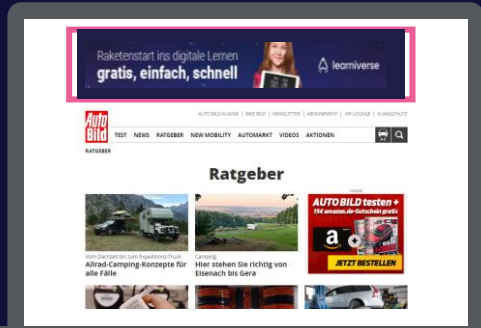 Raketenstart ins digitale Lernen
gratis, einfach, schnell
learniverse
Auto
Bild
AUTO BILD KLASSIK | BIKE BILD | NEWSLETTER | ABONNEMENT | VIP LOUNGE | KLIMASCHUTZ
TEST NEWS RATGEBER NEW MOBILITY AUTOMARKT VIDEOS AKTIONEN
RATGEBER
Ratgeber
AUTO BILD testen +
15€ amazon.de-Gutschein gratis
a
JETZT BESTELLEN
Vom Dachzelt bis zum Expeditions-Truck
Allrad-Camping-Konzepte für
alle Fälle
Camping
Hier stehen Sie richtig von
Eisenach bis Gera